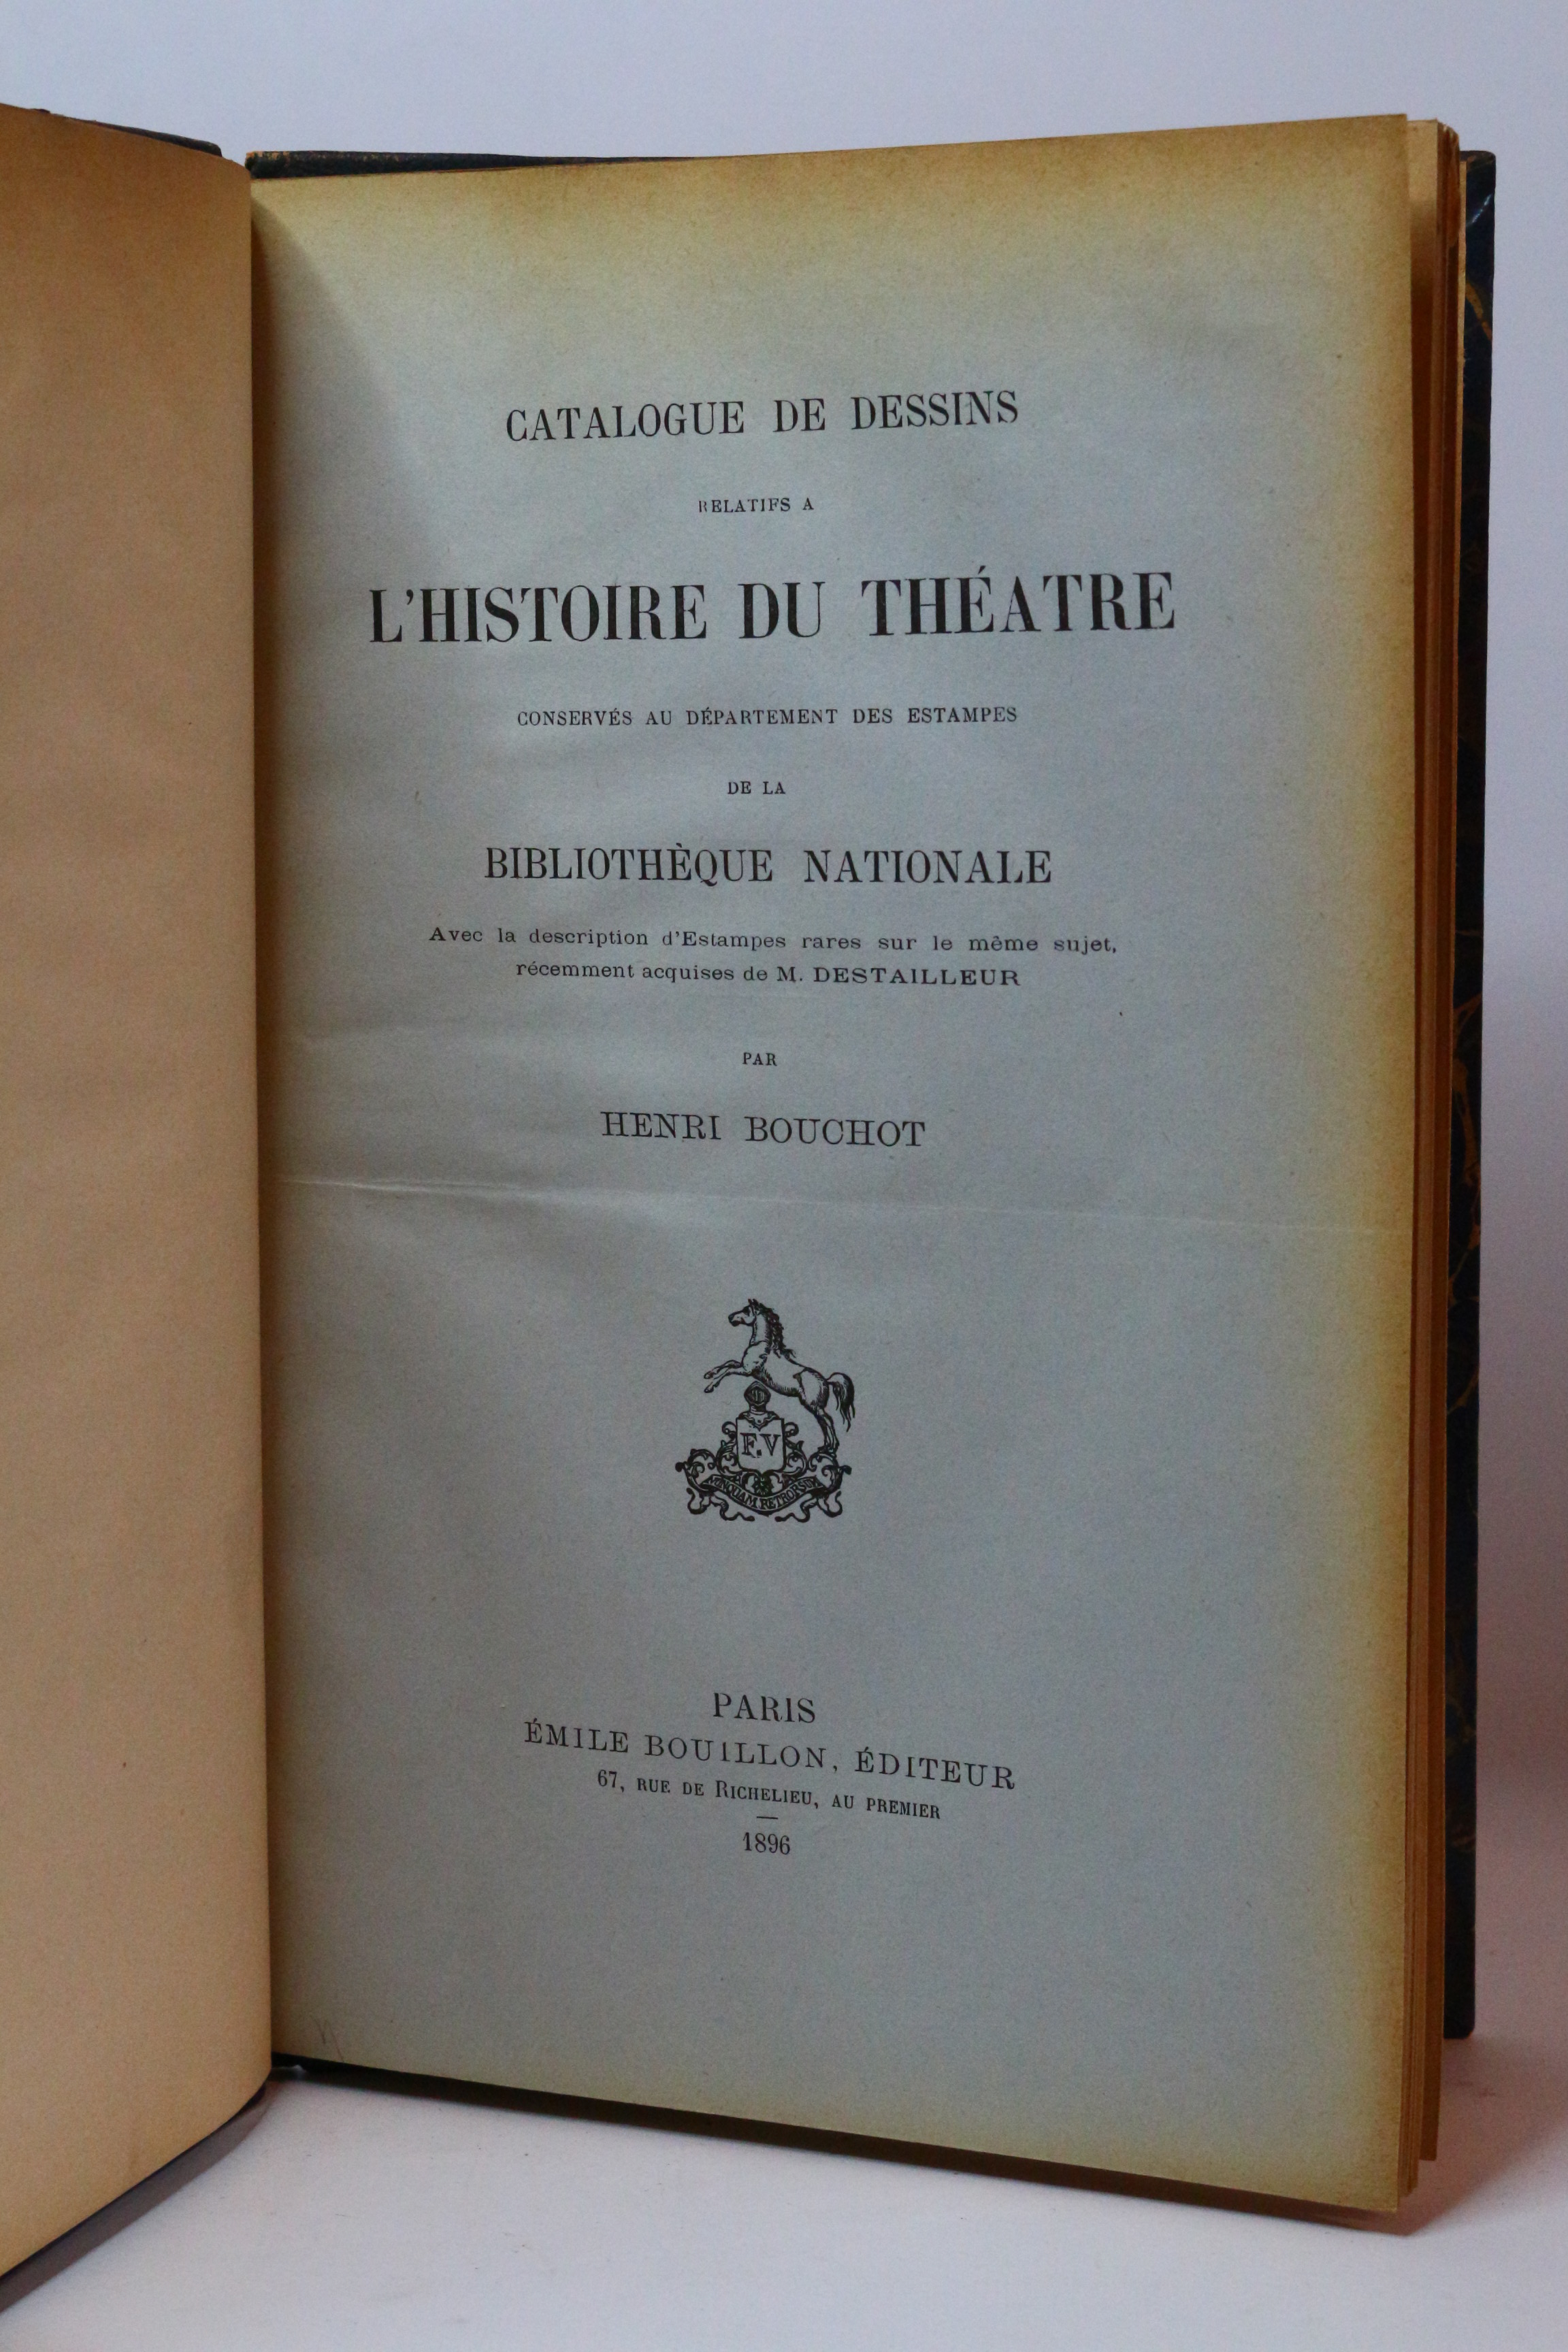 CATALOGUE DE DESSINS
RELATIFS A
L'HISTOIRE DU THÉATRE
CONSERVÉS AU DÉPARTEMENT DES ESTAMPES
DE LA
BIBLIOTHÈQUE NATIONALE
Avec la description d'Estampes rares sur le même sujet,
récemment acquises de M. DESTAILLEUR
PAR
HENRI BOUCHOT
F.V
NUNQUAM RETRORSUM
PARIS
ÉMILE BOUILLON, ÉDITEUR
67, RUE DE RICHELIEU, AU PREMIER
1896